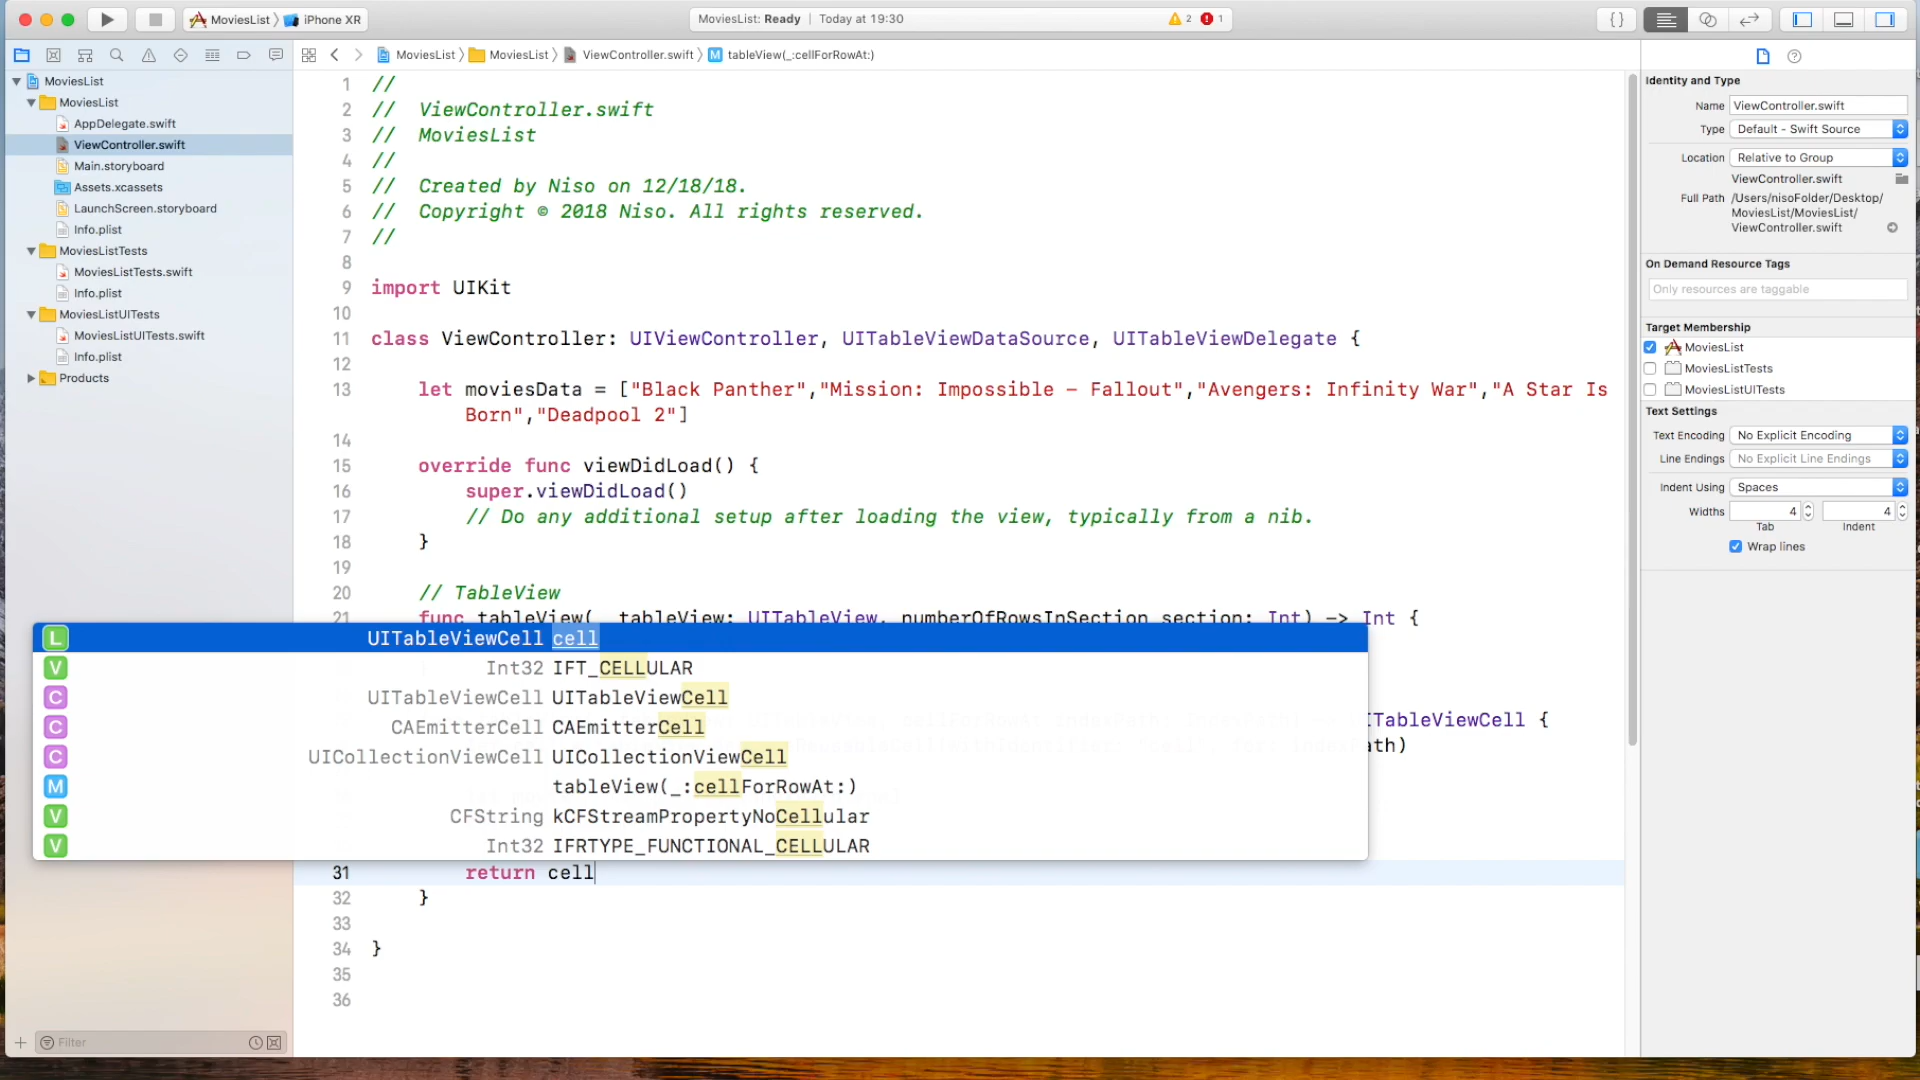 MoviesList iPhone XR
MoviesList: Ready | Today at 19:30
2 1
{ }
MoviesList MoviesList ViewController.swift M tableView(_:cellForRowAt:)
MoviesList
MoviesList
AppDelegate.swift
ViewController.swift
Main.storyboard
Assets.xcassets
LaunchScreen.storyboard
Info.plist
MoviesListTests
MoviesListTests.swift
Info.plist
MoviesListUITests
MoviesListUITests.swift
Info.plist
Products
Filter
1 //
2 //  ViewController.swift
3 //  MoviesList
4 //
5 //  Created by Niso on 12/18/18.
6 //  Copyright © 2018 Niso. All rights reserved.
7 //
8
9 import UIKit
10
11 class ViewController: UIViewController, UITableViewDataSource, UITableViewDelegate {
12
13 let moviesData = ["Black Panther","Mission: Impossible - Fallout","Avengers: Infinity War","A Star Is
Born","Deadpool 2"]
14
15 override func viewDidLoad() {
16 super.viewDidLoad()
17 // Do any additional setup after loading the view, typically from a nib.
18 }
19
20 // TableView
21 func tableView(_ tableView: UITableView, numberOfRowsInSection section: Int) -> Int {
L UITableViewCell cell
V Int32 IFT_CELLULAR
C UITableViewCell UITableViewCell
C CAEmitterCell CAEmitterCell
C UICollectionViewCell UICollectionViewCell
M tableView(_:cellForRowAt:)
V CFString kCFStreamPropertyNoCellular
V Int32 IFRTYPE_FUNCTIONAL_CELLULAR
ITableViewCell {
ath)
31 return cell
32 }
33
34 }
35
36
Identity and Type
Name ViewController.swift
Type Default - Swift Source
Location Relative to Group
ViewController.swift
Full Path /Users/nisoFolder/Desktop/
MoviesList/MoviesList/
ViewController.swift
On Demand Resource Tags
Only resources are taggable
Target Membership
MoviesList
MoviesListTests
MoviesListUITests
Text Settings
Text Encoding No Explicit Encoding
Line Endings No Explicit Line Endings
Indent Using Spaces
Widths 4 4
Tab Indent
Wrap lines